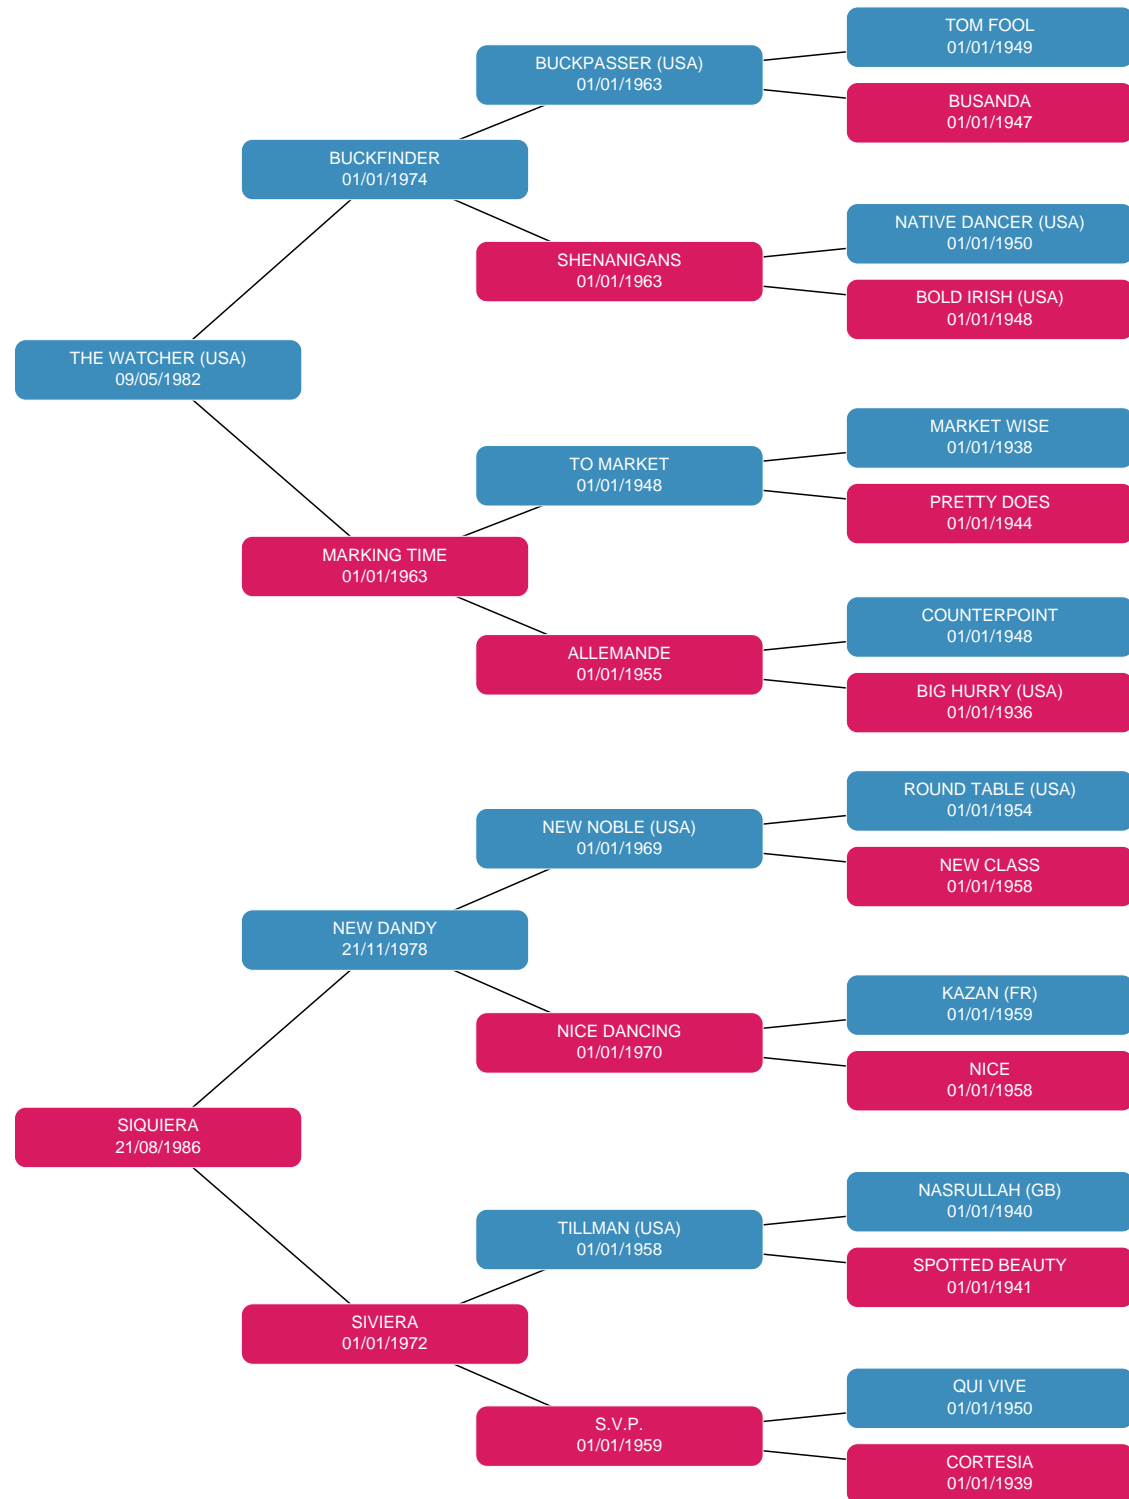 TOM FOOL
01/01/1949
BUCKPASSER (USA)
01/01/1963
BUSANDA
01/01/1947
BUCKFINDER
01/01/1974
NATIVE DANCER (USA)
01/01/1950
SHENANIGANS
01/01/1963
BOLD IRISH (USA)
01/01/1948
THE WATCHER (USA)
09/05/1982
MARKET WISE
01/01/1938
TO MARKET
01/01/1948
PRETTY DOES
01/01/1944
MARKING TIME
01/01/1963
COUNTERPOINT
01/01/1948
ALLEMANDE
01/01/1955
BIG HURRY (USA)
01/01/1936
ROUND TABLE (USA)
01/01/1954
NEW NOBLE (USA)
01/01/1969
NEW CLASS
01/01/1958
NEW DANDY
21/11/1978
KAZAN (FR)
01/01/1959
NICE DANCING
01/01/1970
NICE
01/01/1958
SIQUIERA
21/08/1986
NASRULLAH (GB)
01/01/1940
TILLMAN (USA)
01/01/1958
SPOTTED BEAUTY
01/01/1941
SIVIERA
01/01/1972
QUI VIVE
01/01/1950
S.V.P.
01/01/1959
CORTESIA
01/01/1939